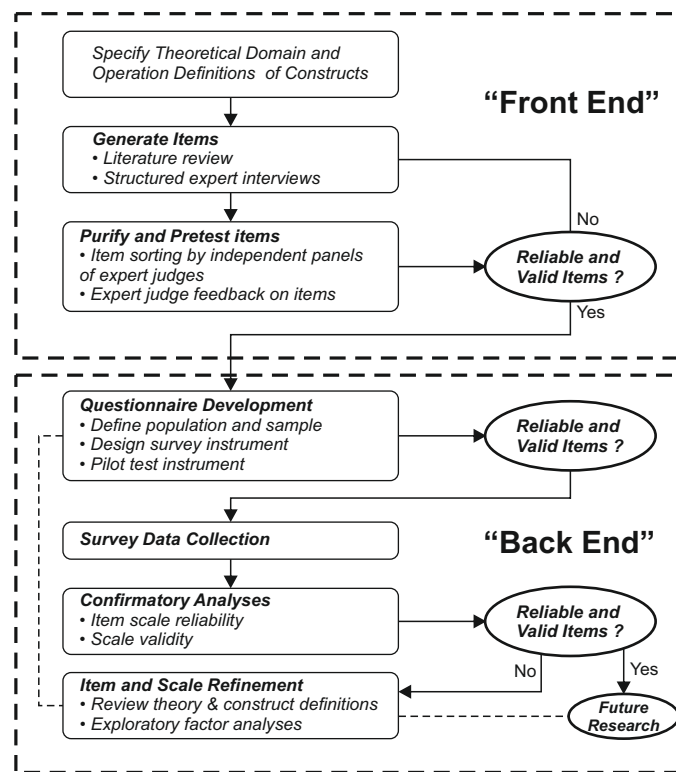 Specify Theoretical Domain and
Operation Definitions of Constructs
“Front End”
Generate Items
• Literature review
• Structured expert interviews
No
Purify and Pretest items
• Item sorting by independent panels
of expert judges
• Expert judge feedback on items
Reliable and
Valid Items ?
Yes
Questionnaire Development
• Define population and sample
• Design survey instrument
• Pilot test instrument
Reliable and
Valid Items ?
Survey Data Collection
“Back End”
Confirmatory Analyses
• Item scale reliability
• Scale validity
Reliable and
Valid Items ?
No
Yes
Item and Scale Refinement
• Review theory & construct definitions
• Exploratory factor analyses
Future
Research